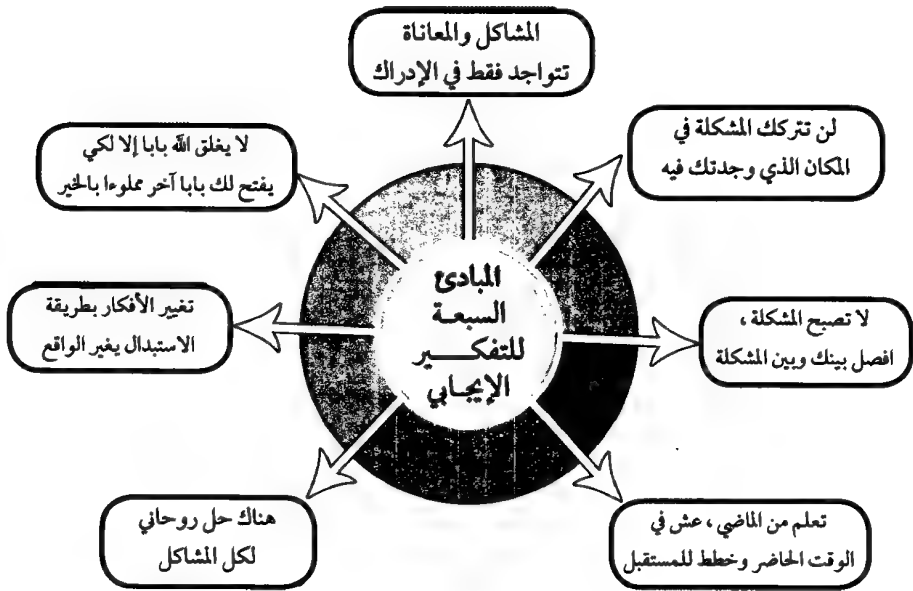 المشاكل والمعاناة
تتواجد فقط في الإدراك
لن تتركك المشكلة في
المكان الذي وجدتك فيه
لا تصبح المشكلة ،
افصل بينك وبين المشكلة
تعلم من الماضي ، عش في
الوقت الحاضر وخطط للمستقبل
هناك حل روحاني
لكل المشاكل
تغيير الأفكار بطريقة
الاستبدال يغير الواقع
لا يغلق الله بابا إلا لكي
يفتح لك بابا آخر مملوءا بالخير
المبادئ
السبعة
للتفكير
الإيجابي